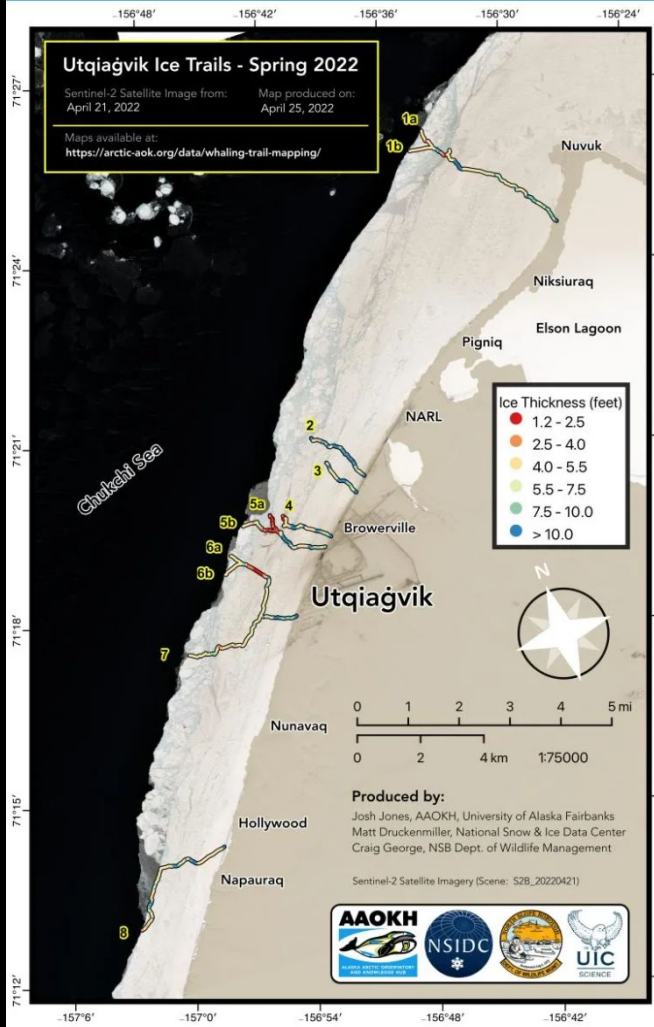 -156°48'
-156°42'
-156°36'
-156°30'
-156°24'
Utqiaġvik Ice Trails - Spring 2022
Sentinel-2 Satellite Image from:
April 21, 2022
Map produced on:
April 25, 2022
Maps available at:
https://arctic-aok.org/data/whaling-trail-mapping/
71°27'
71°24'
71°21'
71°18'
71°15'
71°12'
1a
1b
Nuvuk
Niksiuraq
Elson Lagoon
Pigniq
NARL
Chukchi Sea
2
3
5a
4
5b
Browerville
6a
6b
Utqiaġvik
7
Ice Thickness (feet)
1.2 - 2.5
2.5 - 4.0
4.0 - 5.5
5.5 - 7.5
7.5 - 10.0
> 10.0
N
0 1 2 3 4 5 mi
0 2 4 km 1:75000
Nunavaq
Hollywood
Napauraq
8
Produced by:
Josh Jones, AAOKH, University of Alaska Fairbanks
Matt Druckenmiller, National Snow & Ice Data Center
Craig George, NSB Dept. of Wildlife Management
Sentinel-2 Satellite Imagery (Scene: S2B_20220421)
AAOKH
ALASKA ARCTIC OBSERVATORY
AND KNOWLEDGE HUB
NSIDC
NORTH SLOPE BOROUGH
DEPT. OF WILDLIFE MGMT.
UIC
SCIENCE
-157°6'
-157°0'
-156°54'
-156°48'
-156°42'